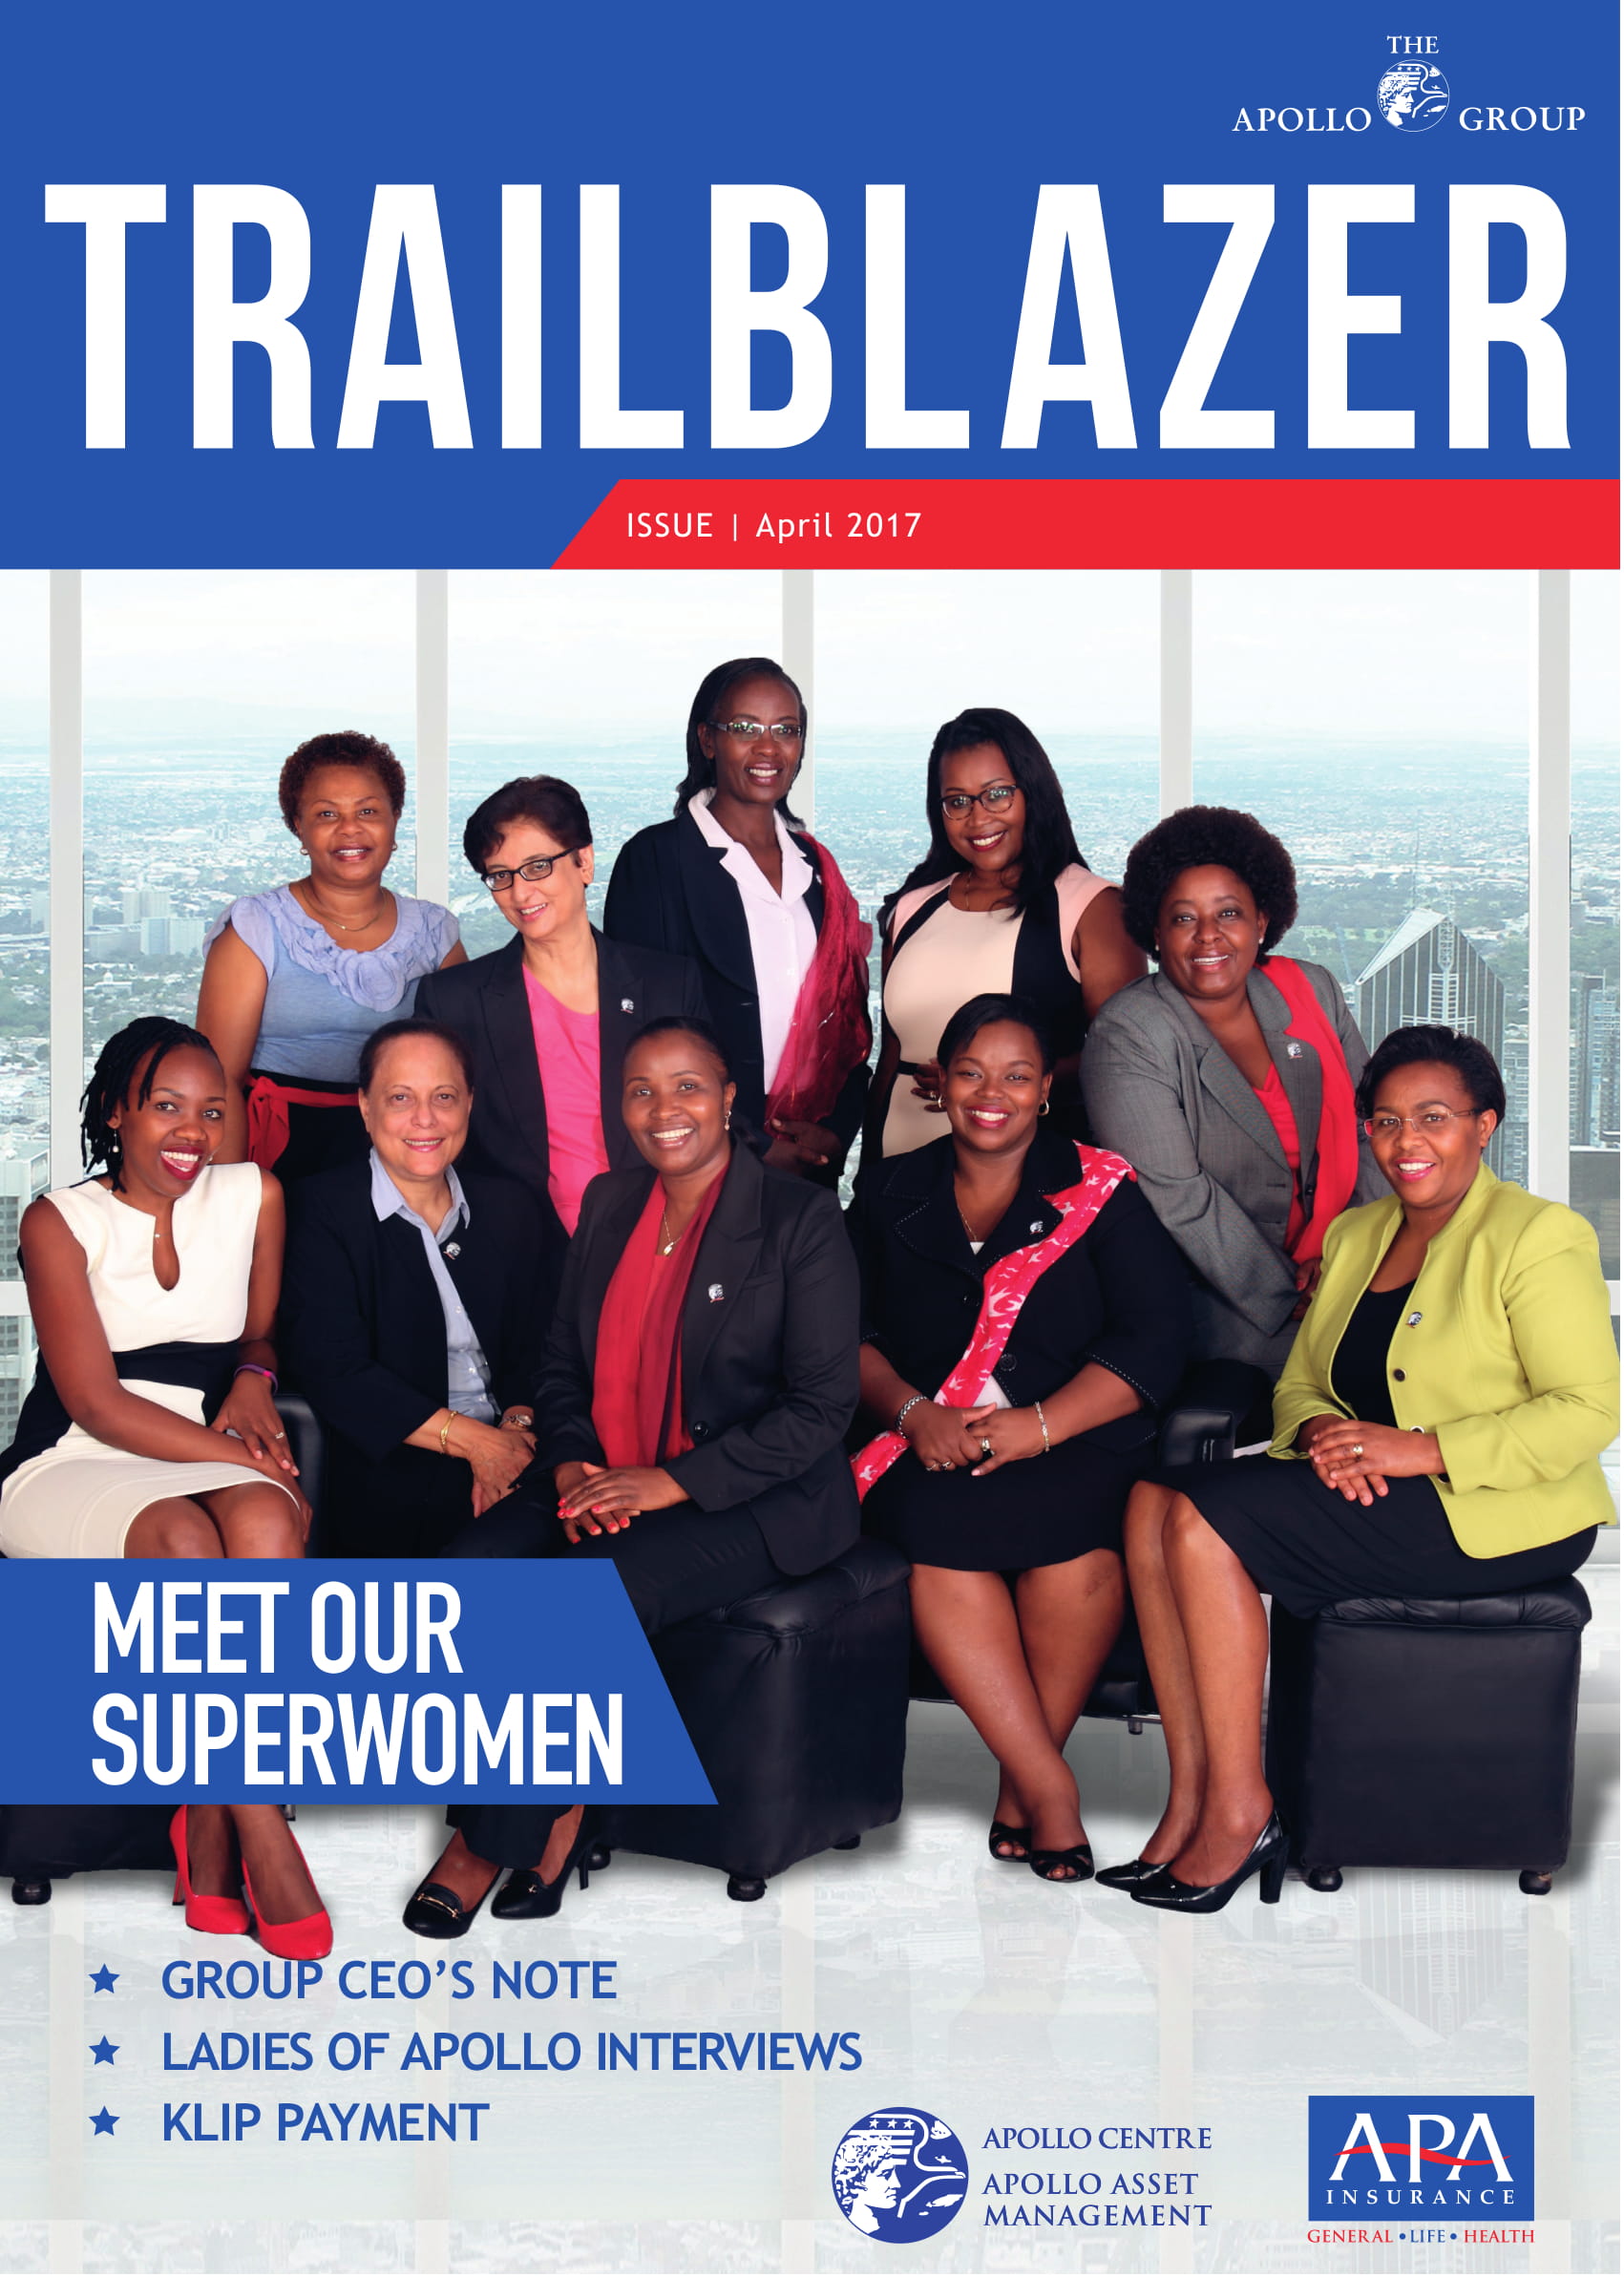 THE
APOLLO GROUP
TRAILBLAZER
ISSUE | April 2017
MEET OUR
SUPERWOMEN
★ GROUP CEO'S NOTE
★ LADIES OF APOLLO INTERVIEWS
★ KLIP PAYMENT
APOLLO CENTRE
APOLLO ASSET
MANAGEMENT
APA
INSURANCE
GENERAL • LIFE • HEALTH